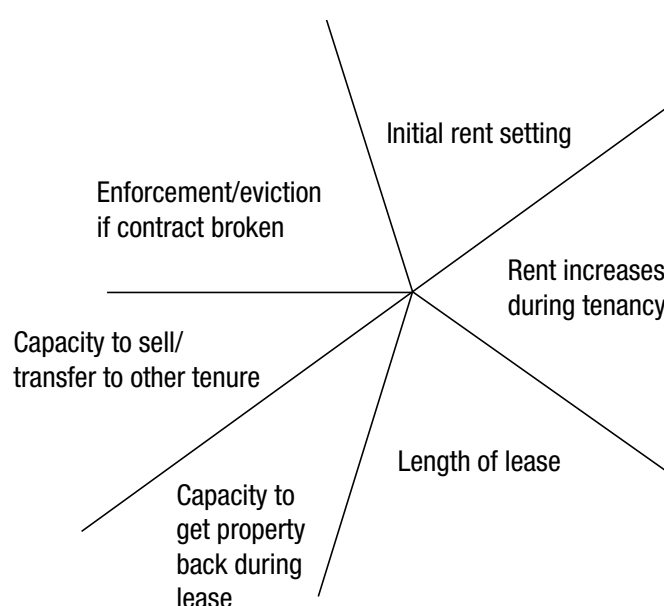 Initial rent setting
Enforcement/eviction
if contract broken
Rent increases
during tenancy
Capacity to sell/
transfer to other tenure
Length of lease
Capacity to
get property
back during
lease